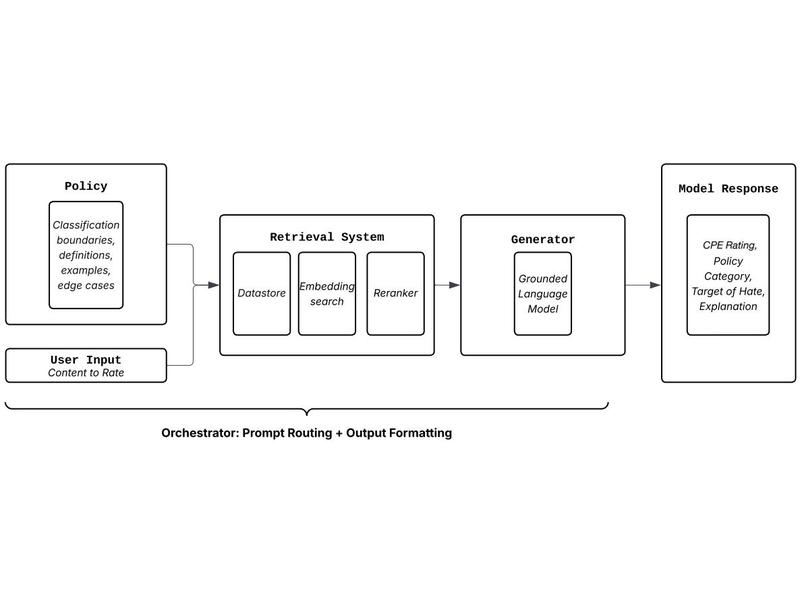 Policy
Classification
boundaries,
definitions,
examples,
edge cases
User Input
Content to Rate
Retrieval System
Datastore
Embedding
search
Reranker
Generator
Grounded
Language
Model
Model Response
CPE Rating,
Policy
Category,
Target of Hate,
Explanation
Orchestrator: Prompt Routing + Output Formatting